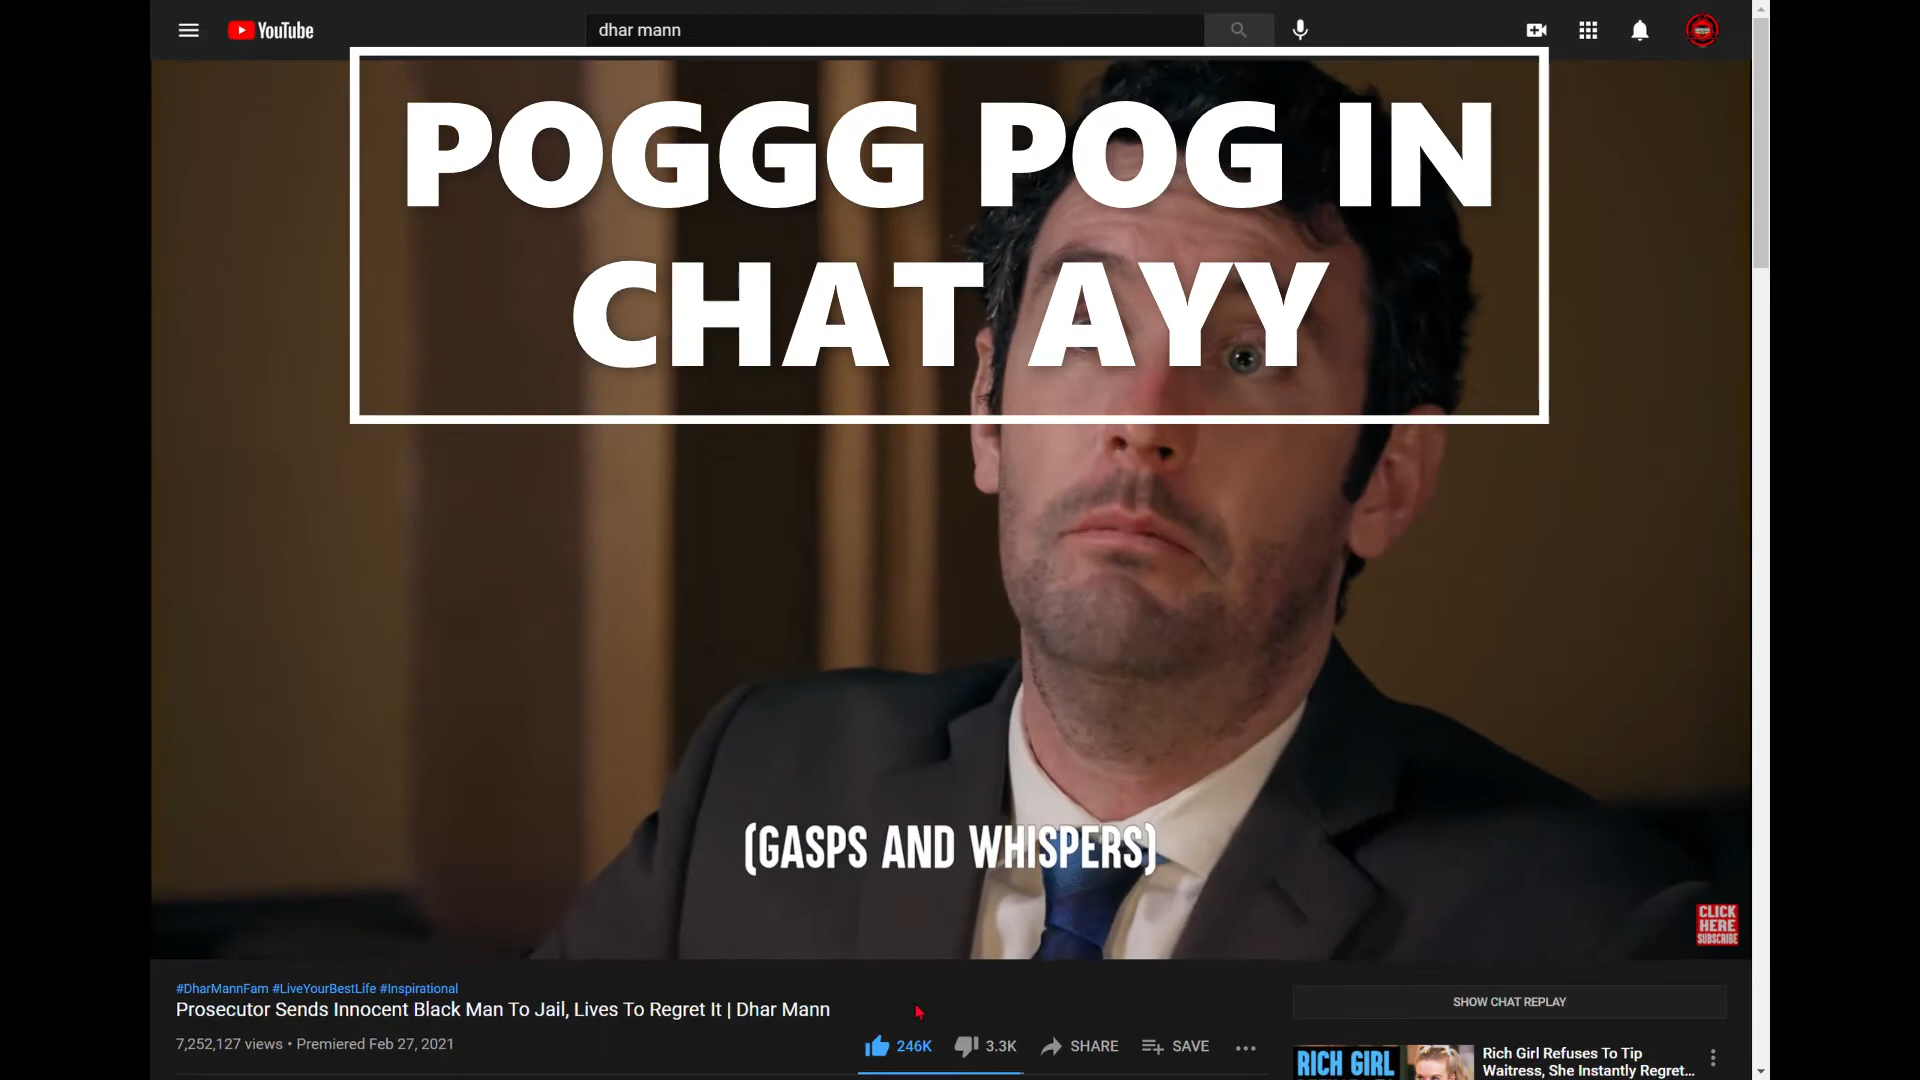 YouTube
dhar mann
POGGG POG IN
CHAT AYY
(GASPS AND WHISPERS)
CLICK
HERE
SUBSCRIBE
#DharMannFam #LiveYourBestLife #Inspirational
Prosecutor Sends Innocent Black Man To Jail, Lives To Regret It | Dhar Mann
7,252,127 views • Premiered Feb 27, 2021
246K
3.3K
SHARE
SAVE
SHOW CHAT REPLAY
RICH GIRL
Rich Girl Refuses To Tip
Waitress, She Instantly Regret...